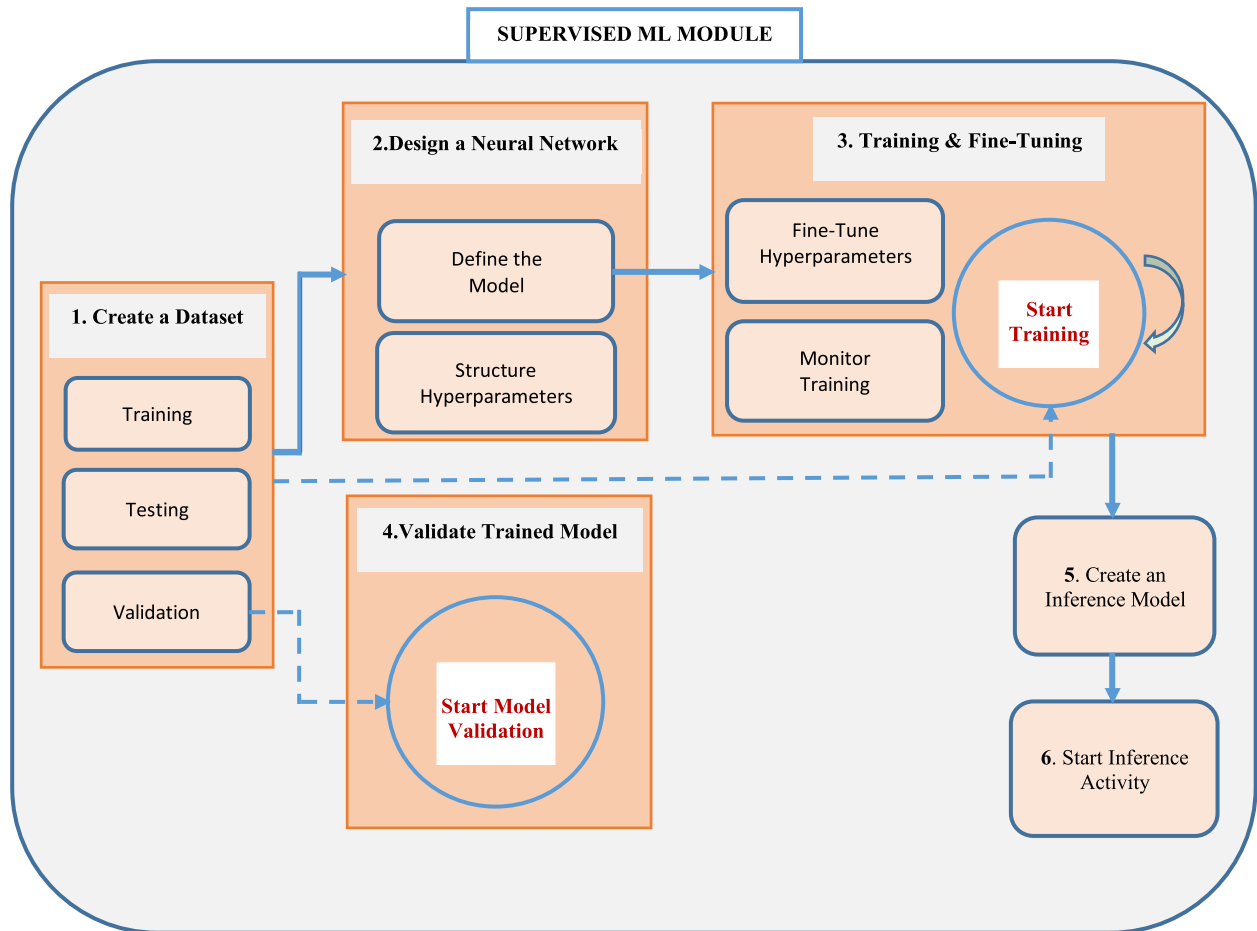 SUPERVISED ML MODULE
1. Create a Dataset
Training
Testing
Validation
2.Design a Neural Network
Define the
Model
Structure
Hyperparameters
3. Training & Fine-Tuning
Fine-Tune
Hyperparameters
Monitor
Training
Start
Training
4.Validate Trained Model
Start Model
Validation
5. Create an
Inference Model
6. Start Inference
Activity